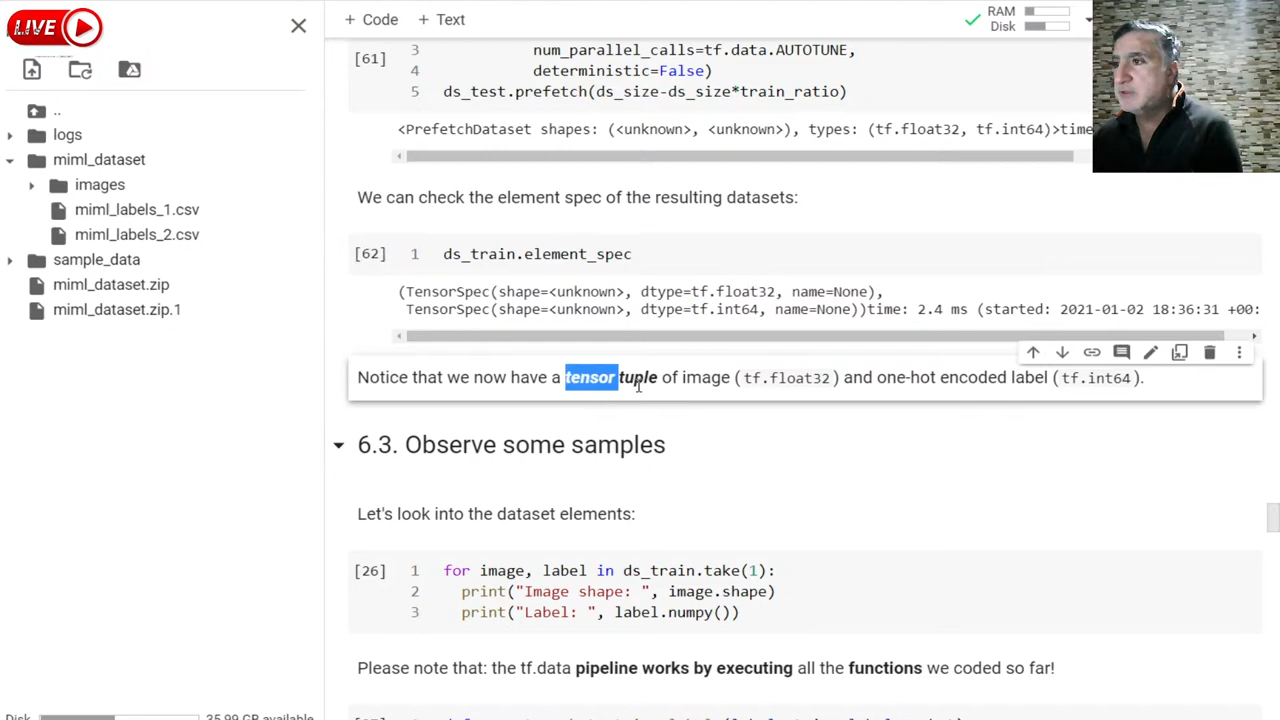 LIVE
+ Code + Text
RAM
Disk
..
logs
miml_dataset
images
miml_labels_1.csv
miml_labels_2.csv
sample_data
miml_dataset.zip
miml_dataset.zip.1
Disk 35.99 GB available
[61] 3 num_parallel_calls=tf.data.AUTOTUNE,
4 deterministic=False)
5 ds_test.prefetch(ds_size-ds_size*train_ratio)
<PrefetchDataset shapes: (<unknown>, <unknown>), types: (tf.float32, tf.int64)>time
We can check the element spec of the resulting datasets:
[62] 1 ds_train.element_spec
(TensorSpec(shape=<unknown>, dtype=tf.float32, name=None),
TensorSpec(shape=<unknown>, dtype=tf.int64, name=None))time: 2.4 ms (started: 2021-01-02 18:36:31 +00:
Notice that we now have a tensor tuple of image (tf.float32) and one-hot encoded label (tf.int64).
6.3. Observe some samples
Let's look into the dataset elements:
[26] 1 for image, label in ds_train.take(1):
2 print("Image shape: ", image.shape)
3 print("Label: ", label.numpy())
Please note that: the tf.data pipeline works by executing all the functions we coded so far!